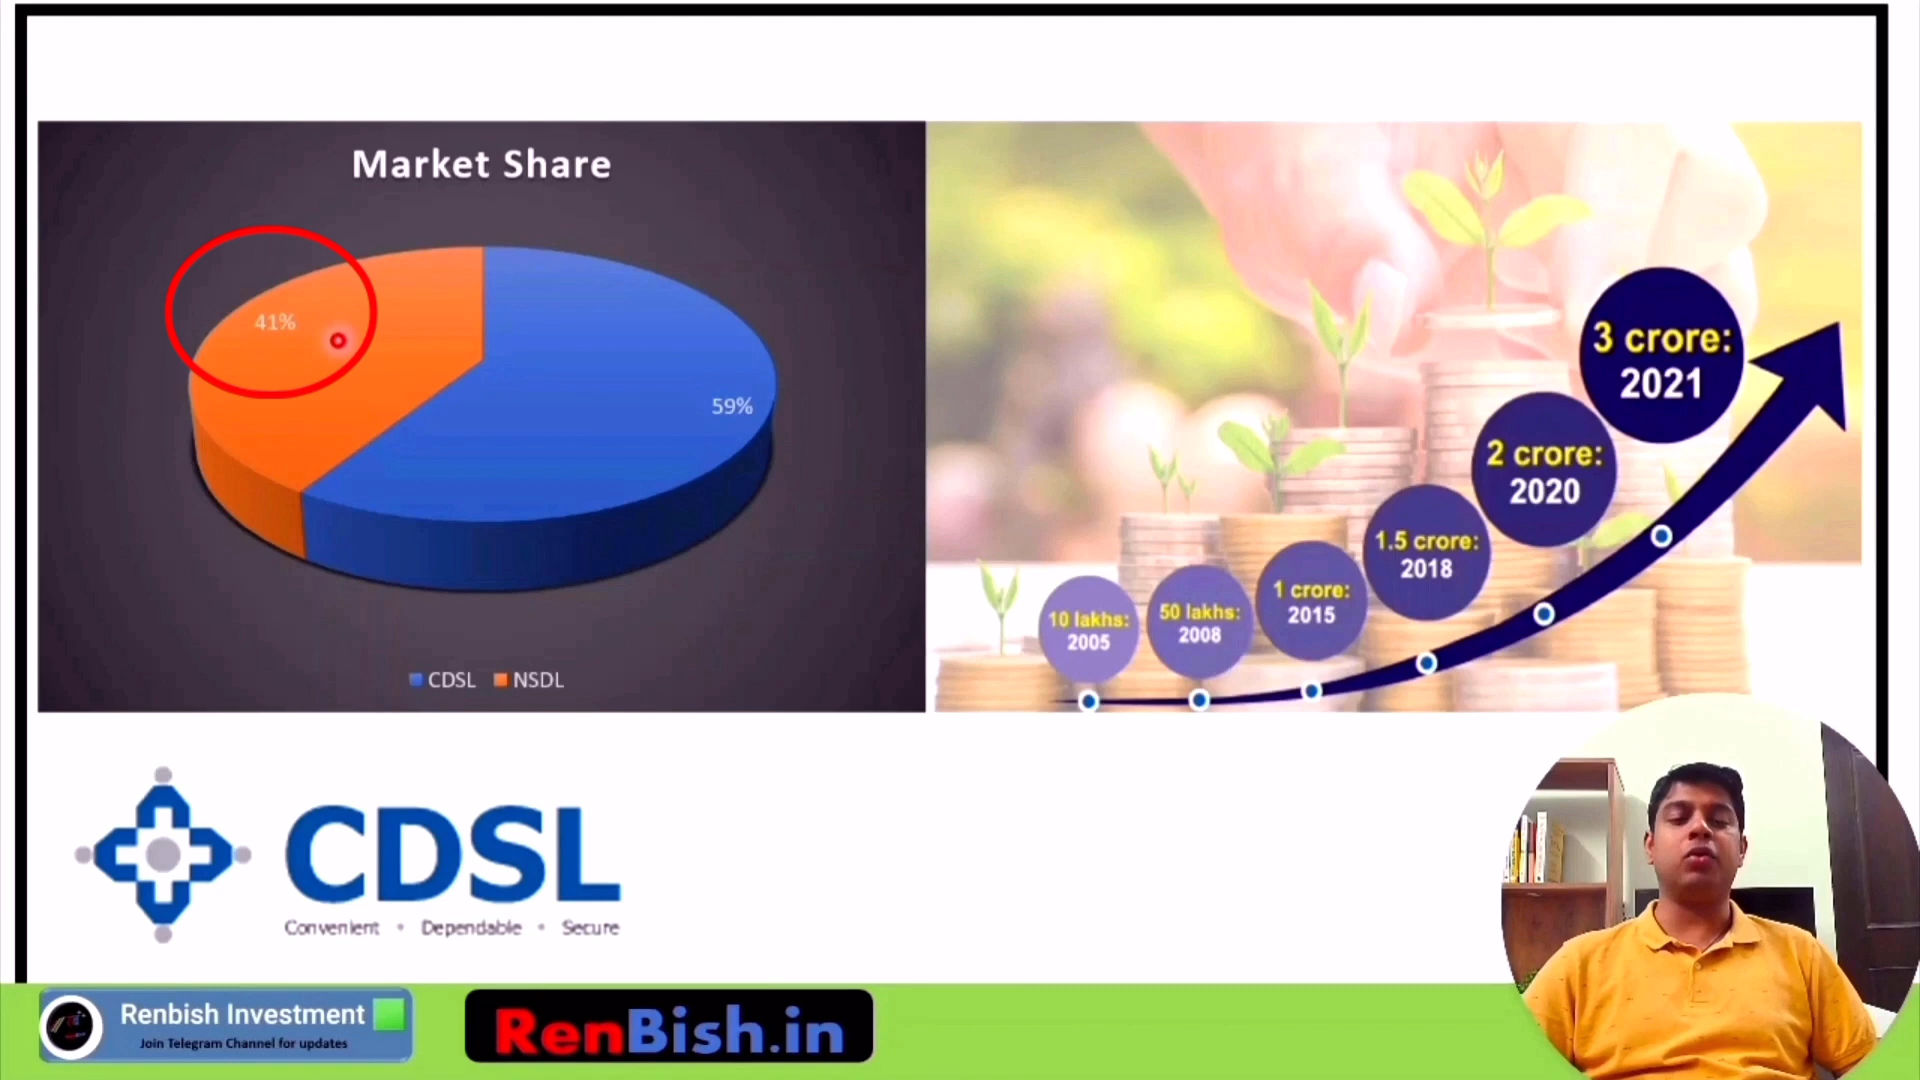 Market Share
41%
59%
CDSL NSDL
3 crore:
2021
2 crore:
2020
1.5 crore:
2018
1 crore:
2015
50 lakhs:
2008
10 lakhs:
2005
CDSL
Convenient • Dependable • Secure
Renbish Investment
Join Telegram Channel for updates
RenBish.in